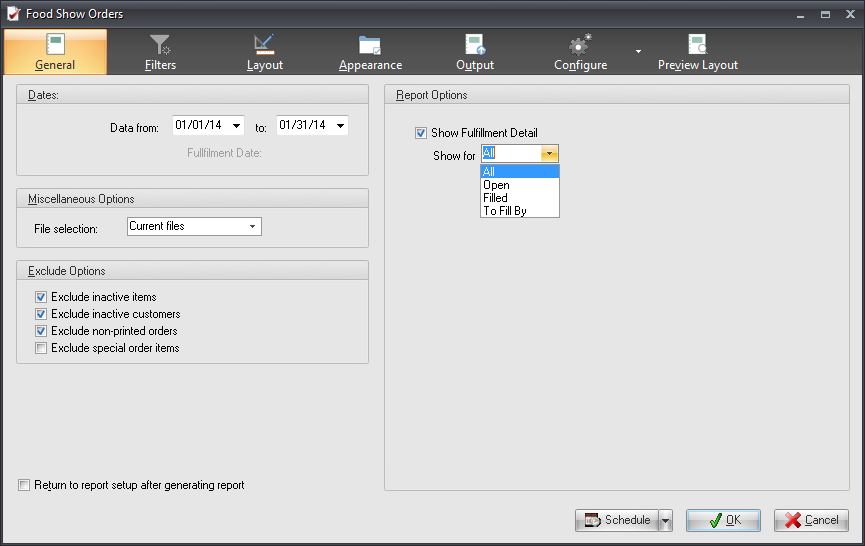 Food Show Orders
General Filters Layout Appearance Output Configure Preview Layout
Dates:
Data from: 01/01/14 to: 01/31/14
Fullfilment Date:
Miscellaneous Options
File selection: Current files
Exclude Options
Exclude inactive items
Exclude inactive customers
Exclude non-printed orders
Exclude special order items
Return to report setup after generating report
Report Options
Show Fulfillment Detail
Show for All
All
Open
Filled
To Fill By
Schedule OK Cancel